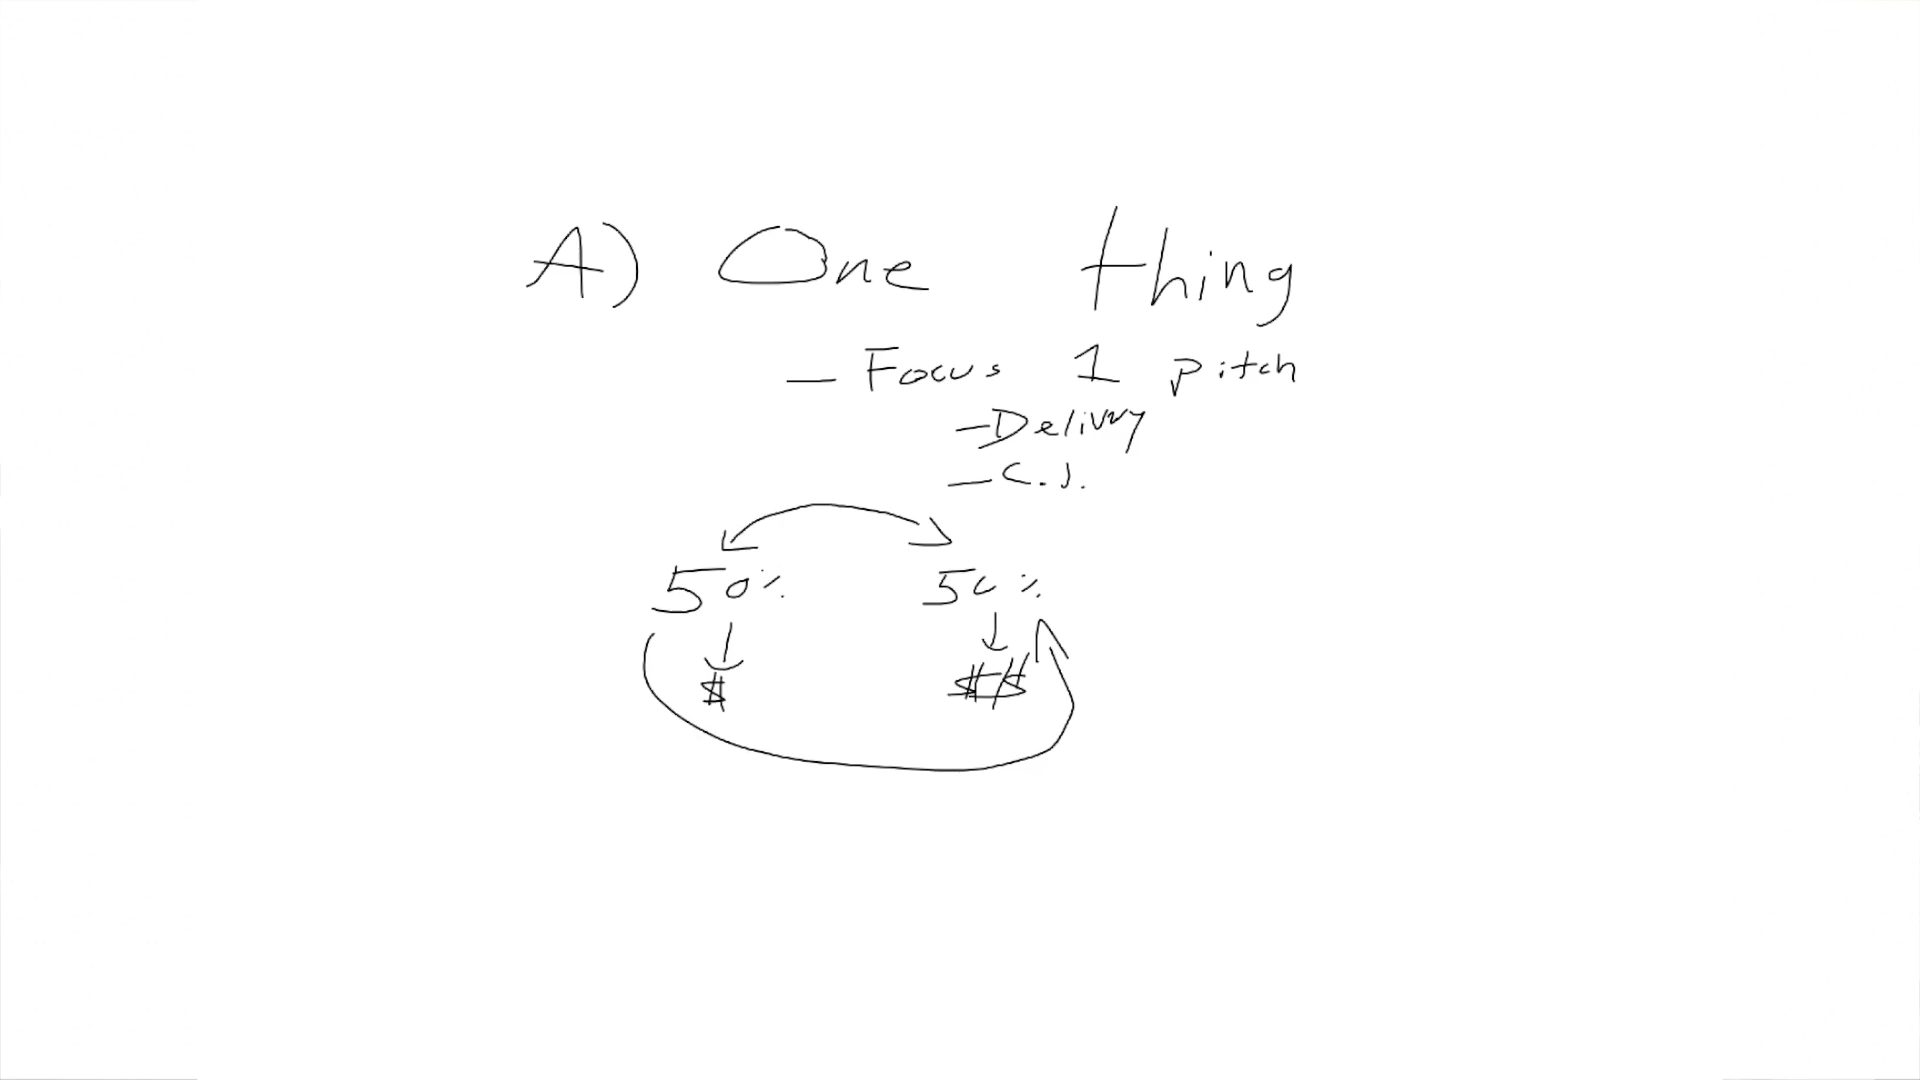 A) One thing
— Focus 1 pitch
— Delivry
— C.J.
50% 50%
$ $$